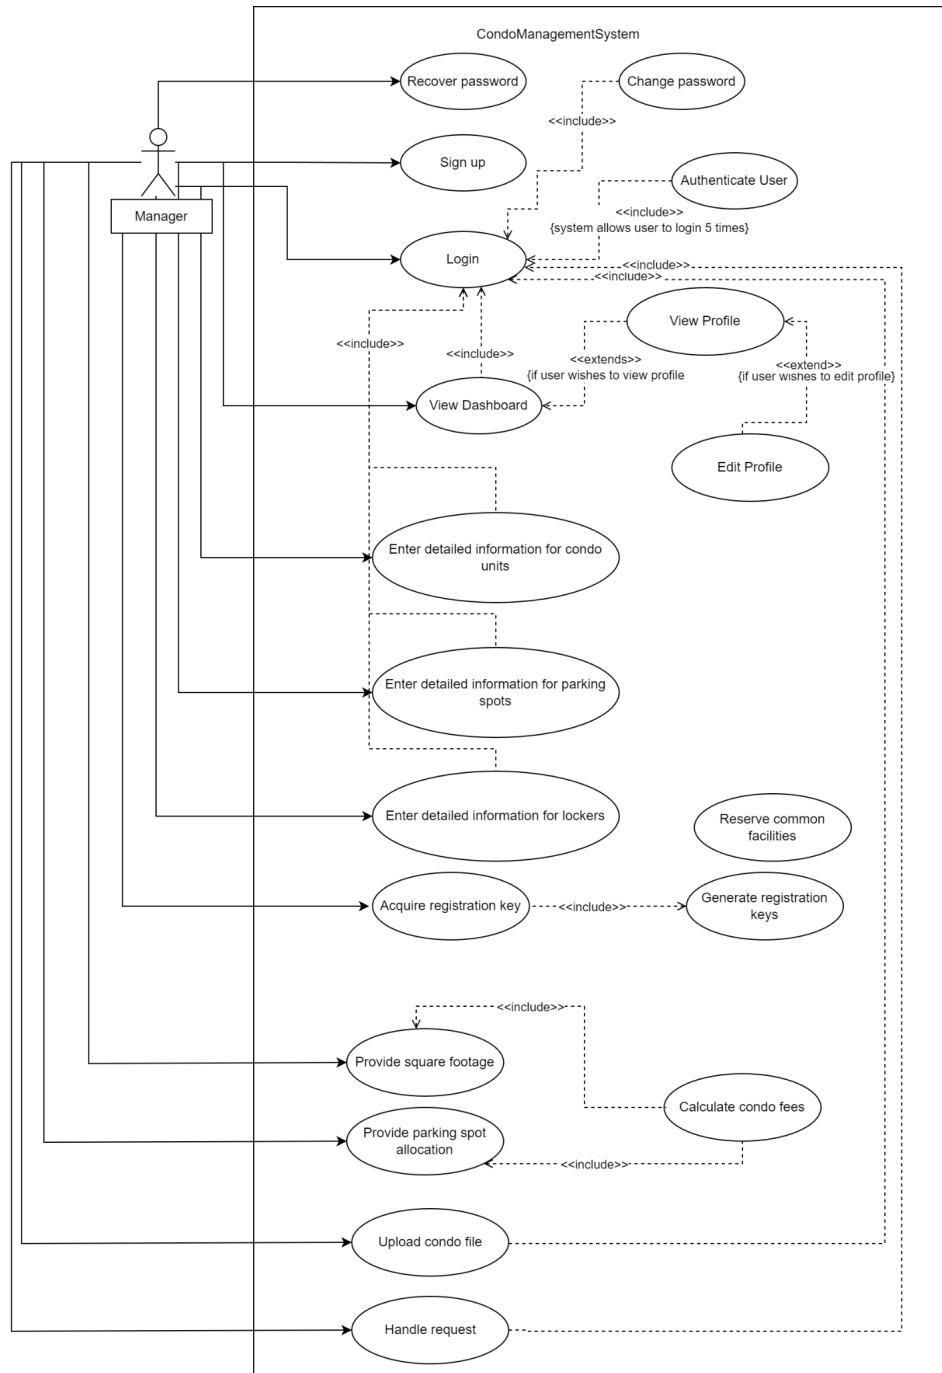 CondoManagementSystem
Recover password
Change password
<<include>>
Sign up
Authenticate User
Manager
<<include>>
{system allows user to login 5 times}
Login
<<include>>
<<include>>
View Profile
<<include>>
<<include>>
<<extends>>
{if user wishes to view profile
<<extend>>
{if user wishes to edit profile}
View Dashboard
Edit Profile
Enter detailed information for condo
units
Enter detailed information for parking
spots
Enter detailed information for lockers
Reserve common
facilities
Acquire registration key
<<include>>
Generate registration
keys
<<include>>
Provide square footage
Calculate condo fees
Provide parking spot
allocation
<<include>>
Upload condo file
Handle request